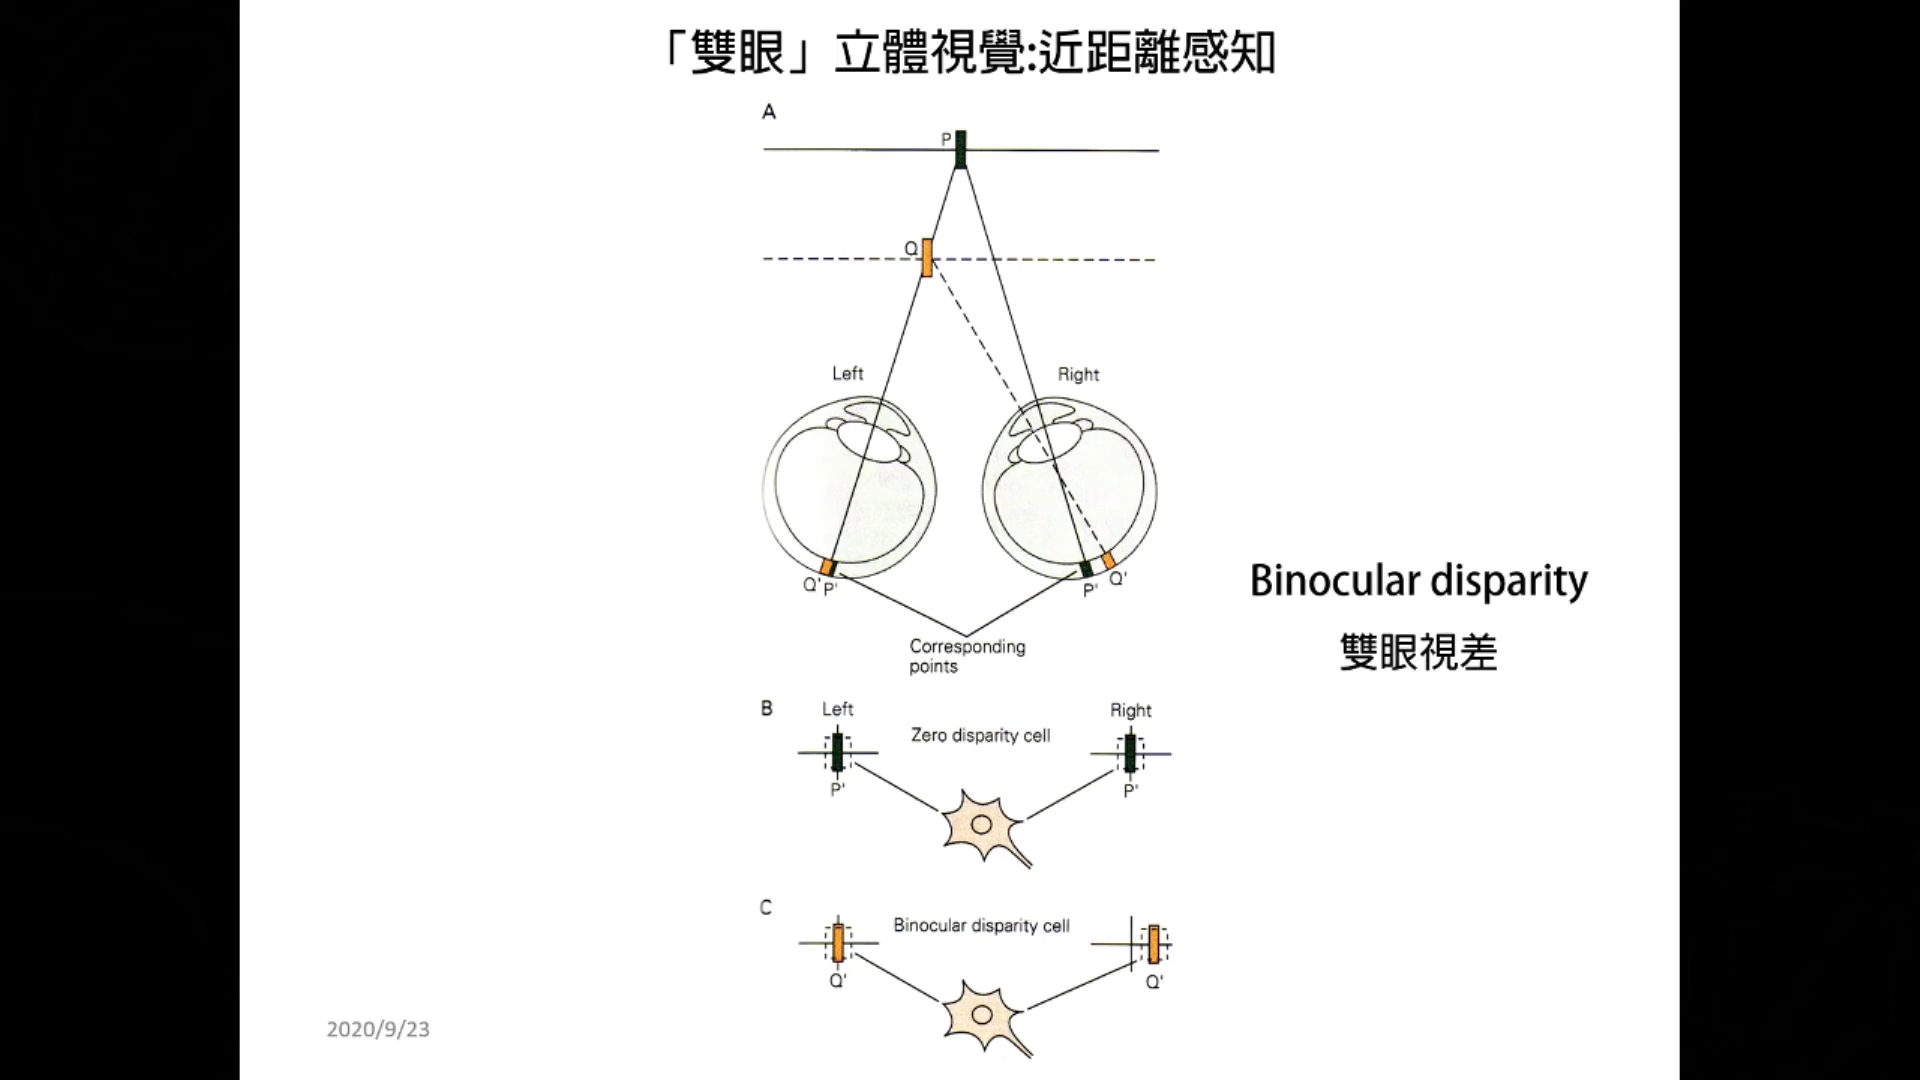 「雙眼」立體視覺:近距離感知
A
P
Q
Left
Right
Q' P'
P' Q'
Corresponding
points
Binocular disparity
雙眼視差
B
Left
Right
Zero disparity cell
P'
P'
C
Binocular disparity cell
Q'
Q'
2020/9/23